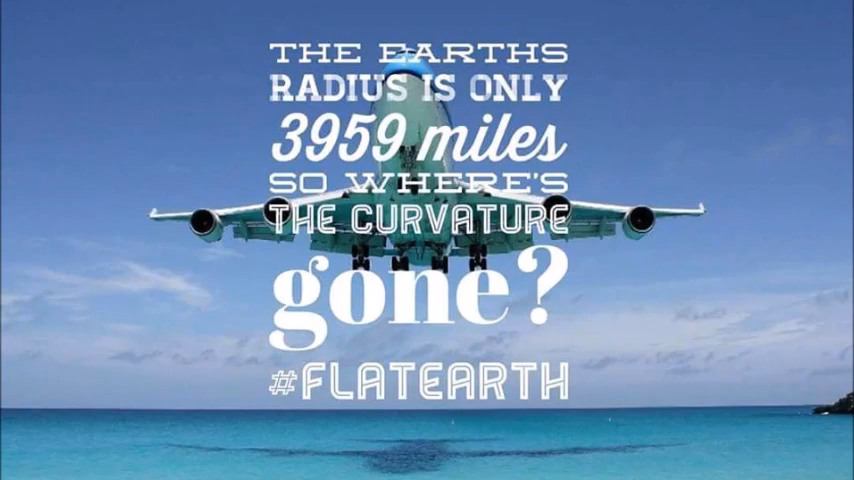 THE EARTHS
RADIUS IS ONLY
3959 miles
SO WHERE'S
THE CURVATURE
gone?
#FLATEARTH